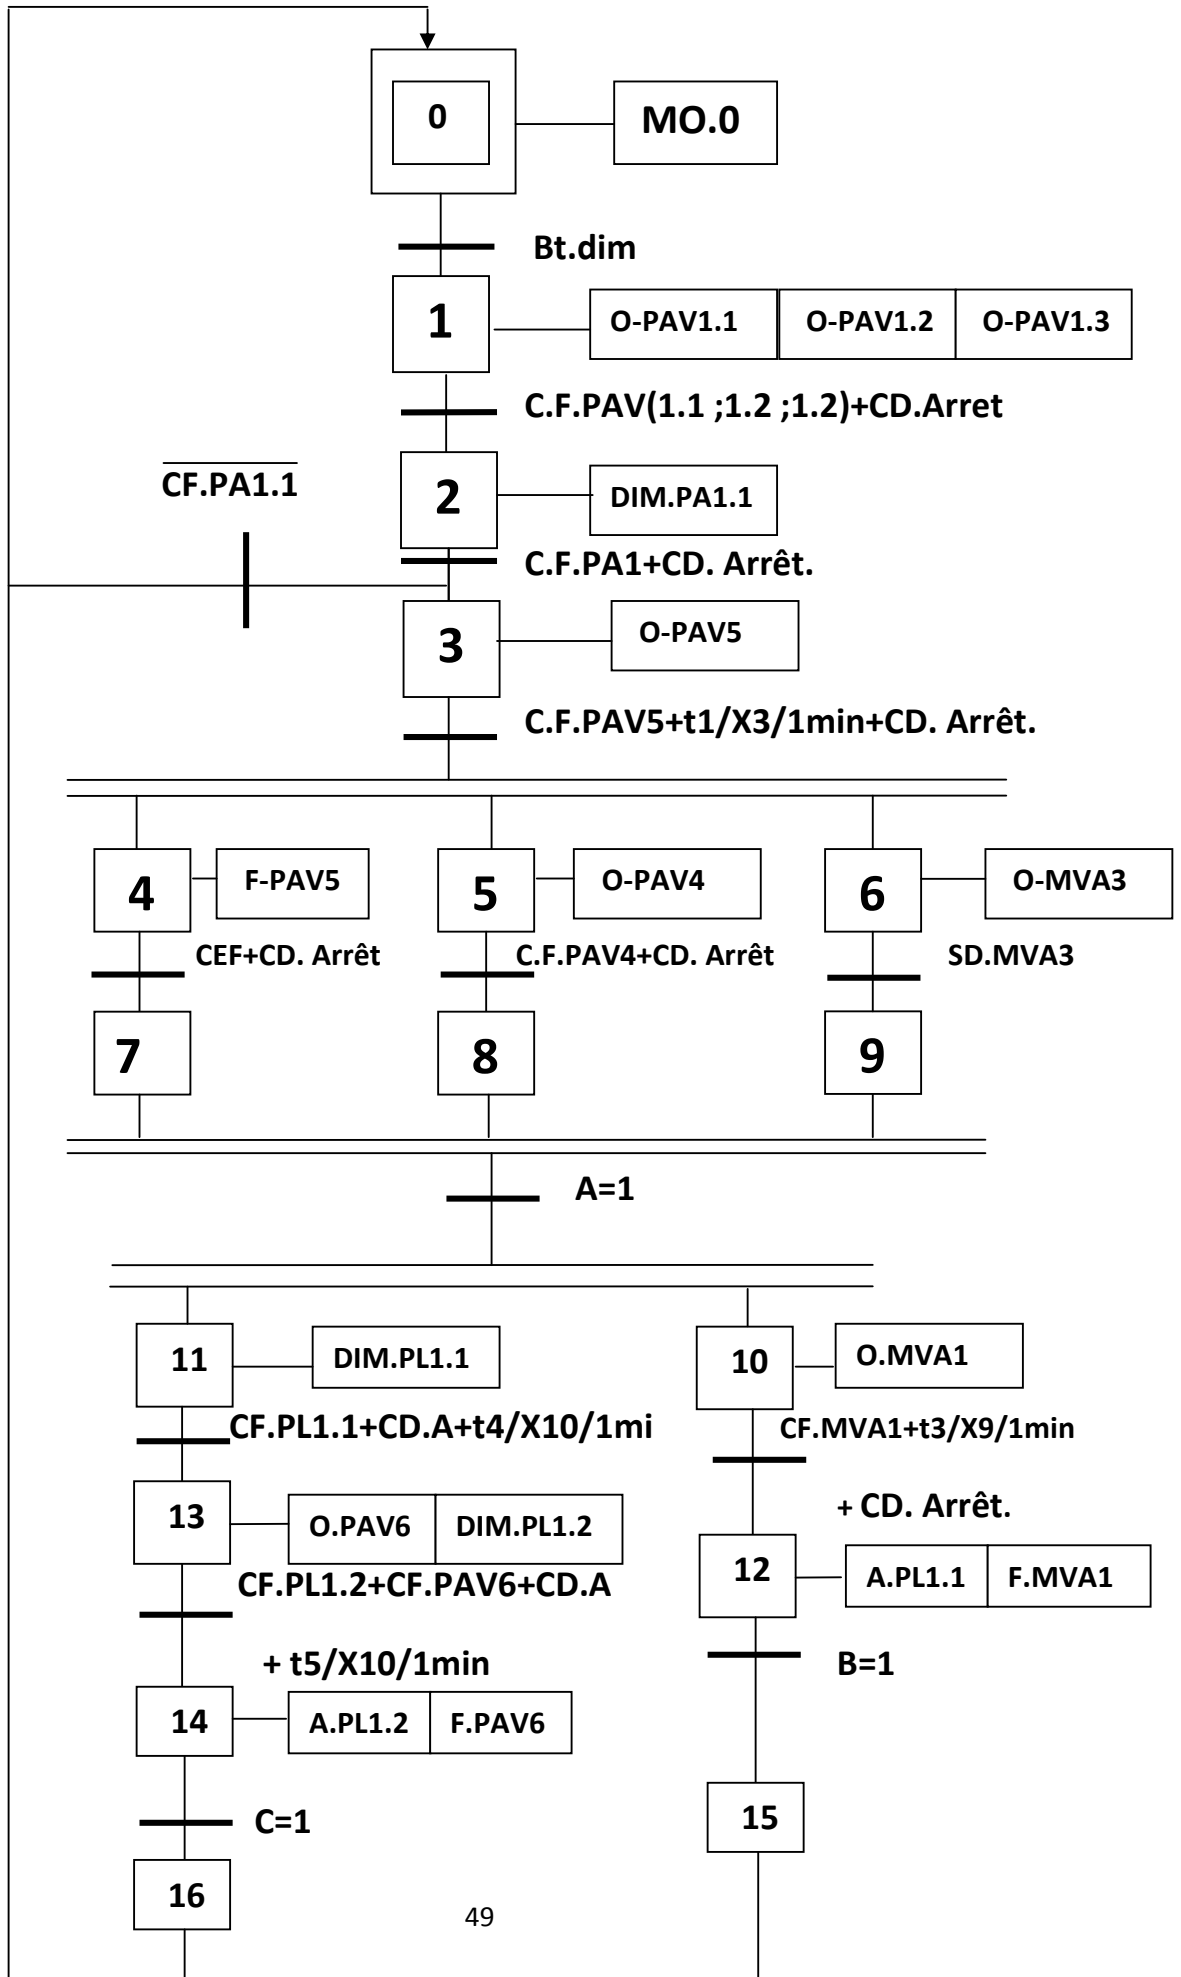 0
MO.0
Bt.dim
1
O-PAV1.1
O-PAV1.2
O-PAV1.3
C.F.PAV(1.1 ;1.2 ;1.2)+CD.Arret
CF.PA1.1
2
DIM.PA1.1
C.F.PA1+CD. Arrêt.
3
O-PAV5
C.F.PAV5+t1/X3/1min+CD. Arrêt.
4
F-PAV5
5
O-PAV4
6
O-MVA3
CEF+CD. Arrêt
C.F.PAV4+CD. Arrêt
SD.MVA3
7
8
9
A=1
11
DIM.PL1.1
10
O.MVA1
CF.PL1.1+CD.A+t4/X10/1mi
CF.MVA1+t3/X9/1min
+ CD. Arrêt.
13
O.PAV6
DIM.PL1.2
12
A.PL1.1
F.MVA1
CF.PL1.2+CF.PAV6+CD.A
+ t5/X10/1min
B=1
14
A.PL1.2
F.PAV6
C=1
15
16
49